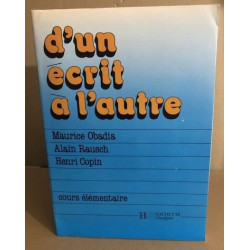 d'un
écrit
à l'autre
Maurice Obadia
Alain Rausch
Henri Copin
cours élémentaire
H